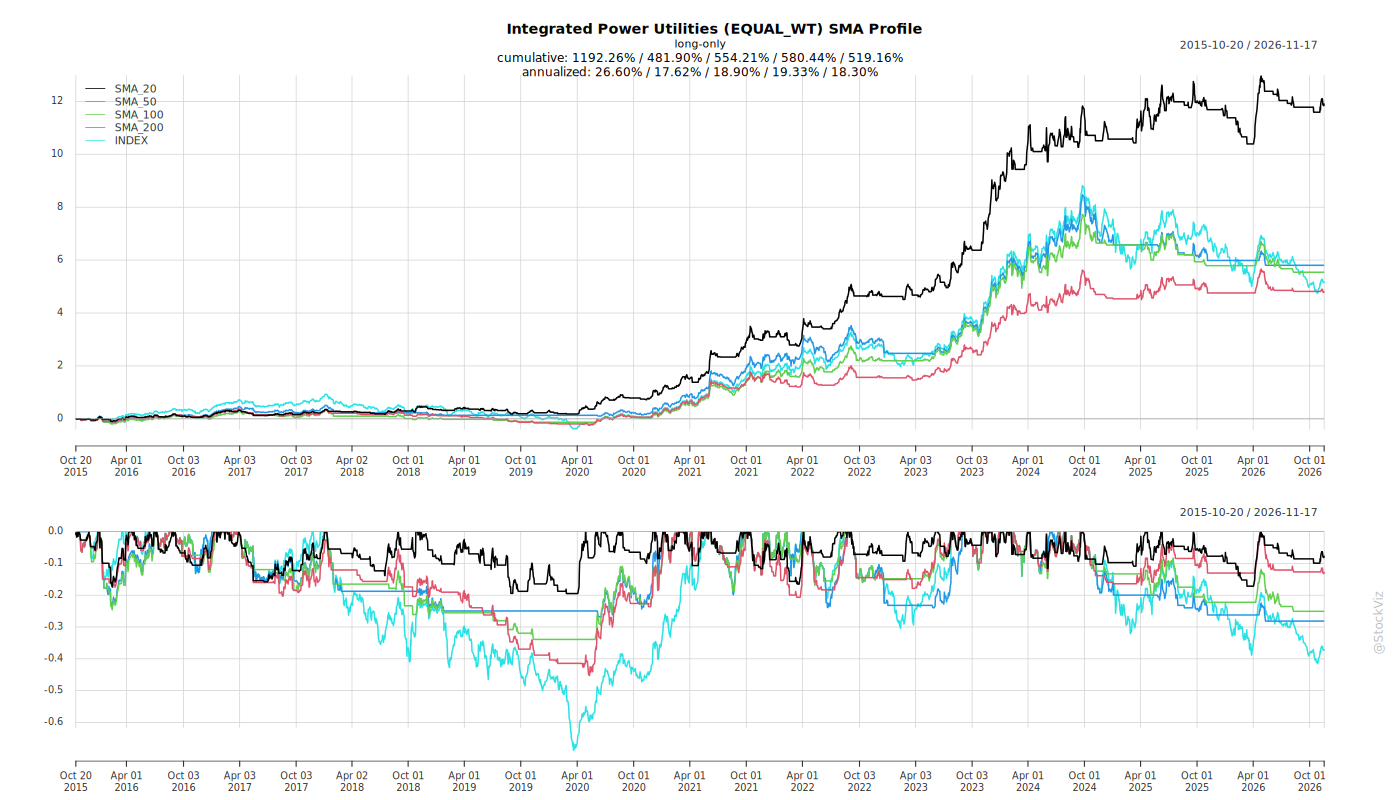 Integrated Power Utilities (EQUAL_WT) SMA Profile
long-only
cumulative: 1192.26% / 481.90% / 554.21% / 580.44% / 519.16%
annualized: 26.60% / 17.62% / 18.90% / 19.33% / 18.30%
2015-10-20 / 2026-11-17
SMA_20
SMA_50
SMA_100
SMA_200
INDEX
12
10
8
6
4
2
0
Oct 20 Apr 01 Oct 03 Apr 03 Oct 03 Apr 02 Oct 01 Apr 01 Oct 01 Apr 01 Oct 01 Apr 01 Oct 01 Apr 01 Oct 03 Apr 03 Oct 03 Apr 01 Oct 01 Apr 01 Oct 01 Apr 01 Oct 01
2015 2016 2016 2017 2017 2018 2018 2019 2019 2020 2020 2021 2021 2022 2022 2023 2023 2024 2024 2025 2025 2026 2026
2015-10-20 / 2026-11-17
0.0
-0.1
-0.2
-0.3
-0.4
-0.5
-0.6
Oct 20 Apr 01 Oct 03 Apr 03 Oct 03 Apr 02 Oct 01 Apr 01 Oct 01 Apr 01 Oct 01 Apr 01 Oct 01 Apr 01 Oct 03 Apr 03 Oct 03 Apr 01 Oct 01 Apr 01 Oct 01 Apr 01 Oct 01
2015 2016 2016 2017 2017 2018 2018 2019 2019 2020 2020 2021 2021 2022 2022 2023 2023 2024 2024 2025 2025 2026 2026
@StockViz